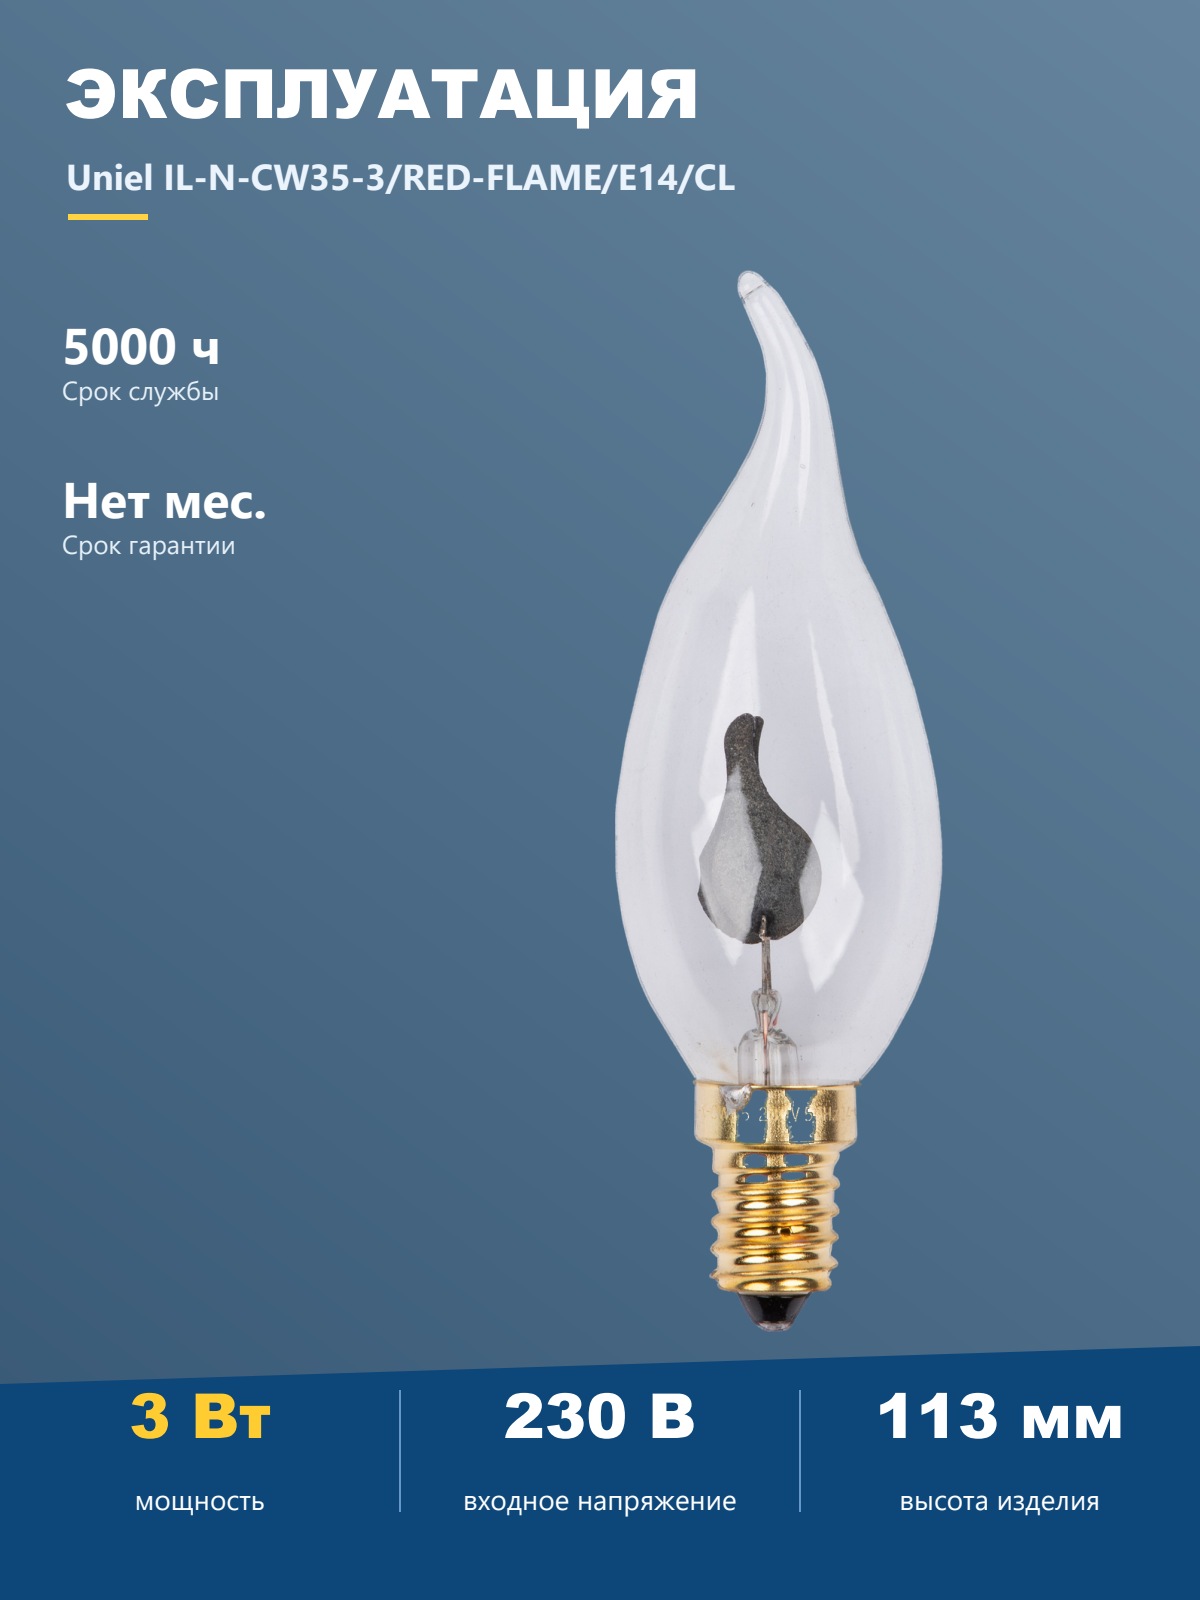 ЭКСПЛУАТАЦИЯ
Uniel IL-N-CW35-3/RED-FLAME/E14/CL
5000 ч
Срок службы
Нет мес.
Срок гарантии
3 Вт
мощность
230 В
входное напряжение
113 мм
высота изделия